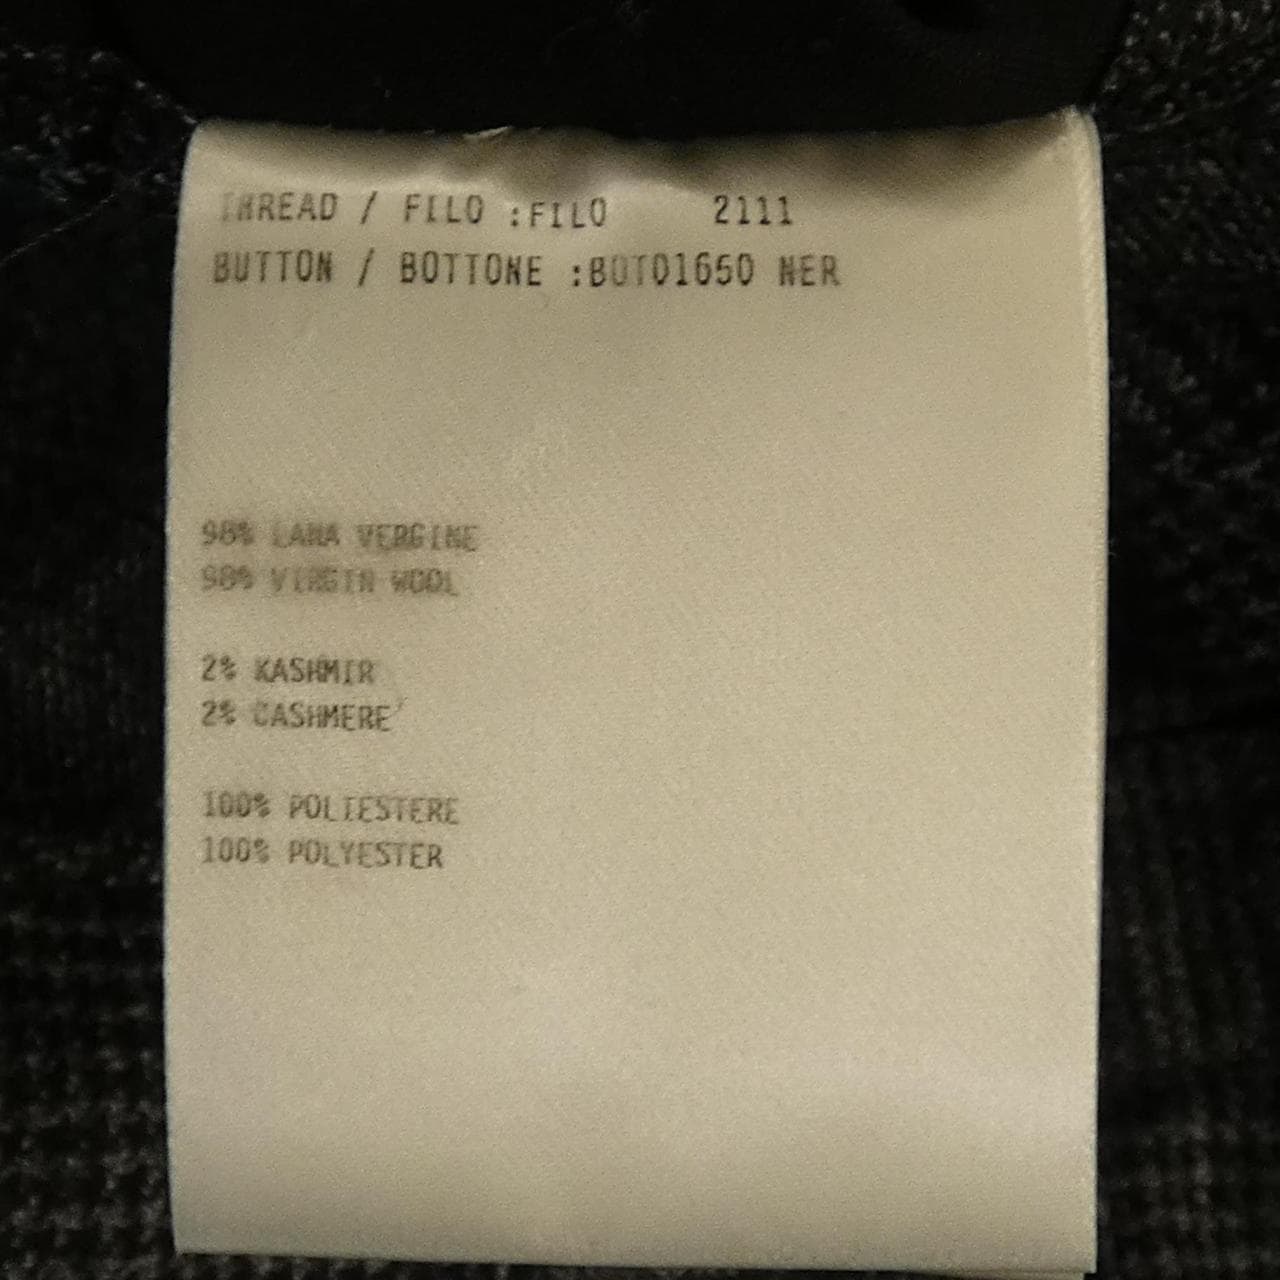 THREAD / FILO :FILO 2111
BUTTON / BOTTONE :BOT01650 NER
98% LANA VERGINE
98% VIRGIN WOOL
2% KASHMIR
2% CASHMERE
100% POLIESTERE
100% POLYESTER